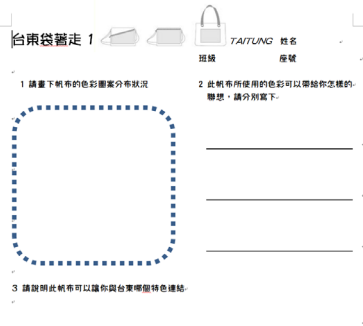 台東袋著走 1 TAITUNG 姓名
班級 座號
1 請畫下帆布的色彩圖案分布狀況
2 此帆布所使用的色彩可以帶給你怎樣的
聯想，請分別寫下
3 請說明此帆布可以讓你與台東哪個特色連結